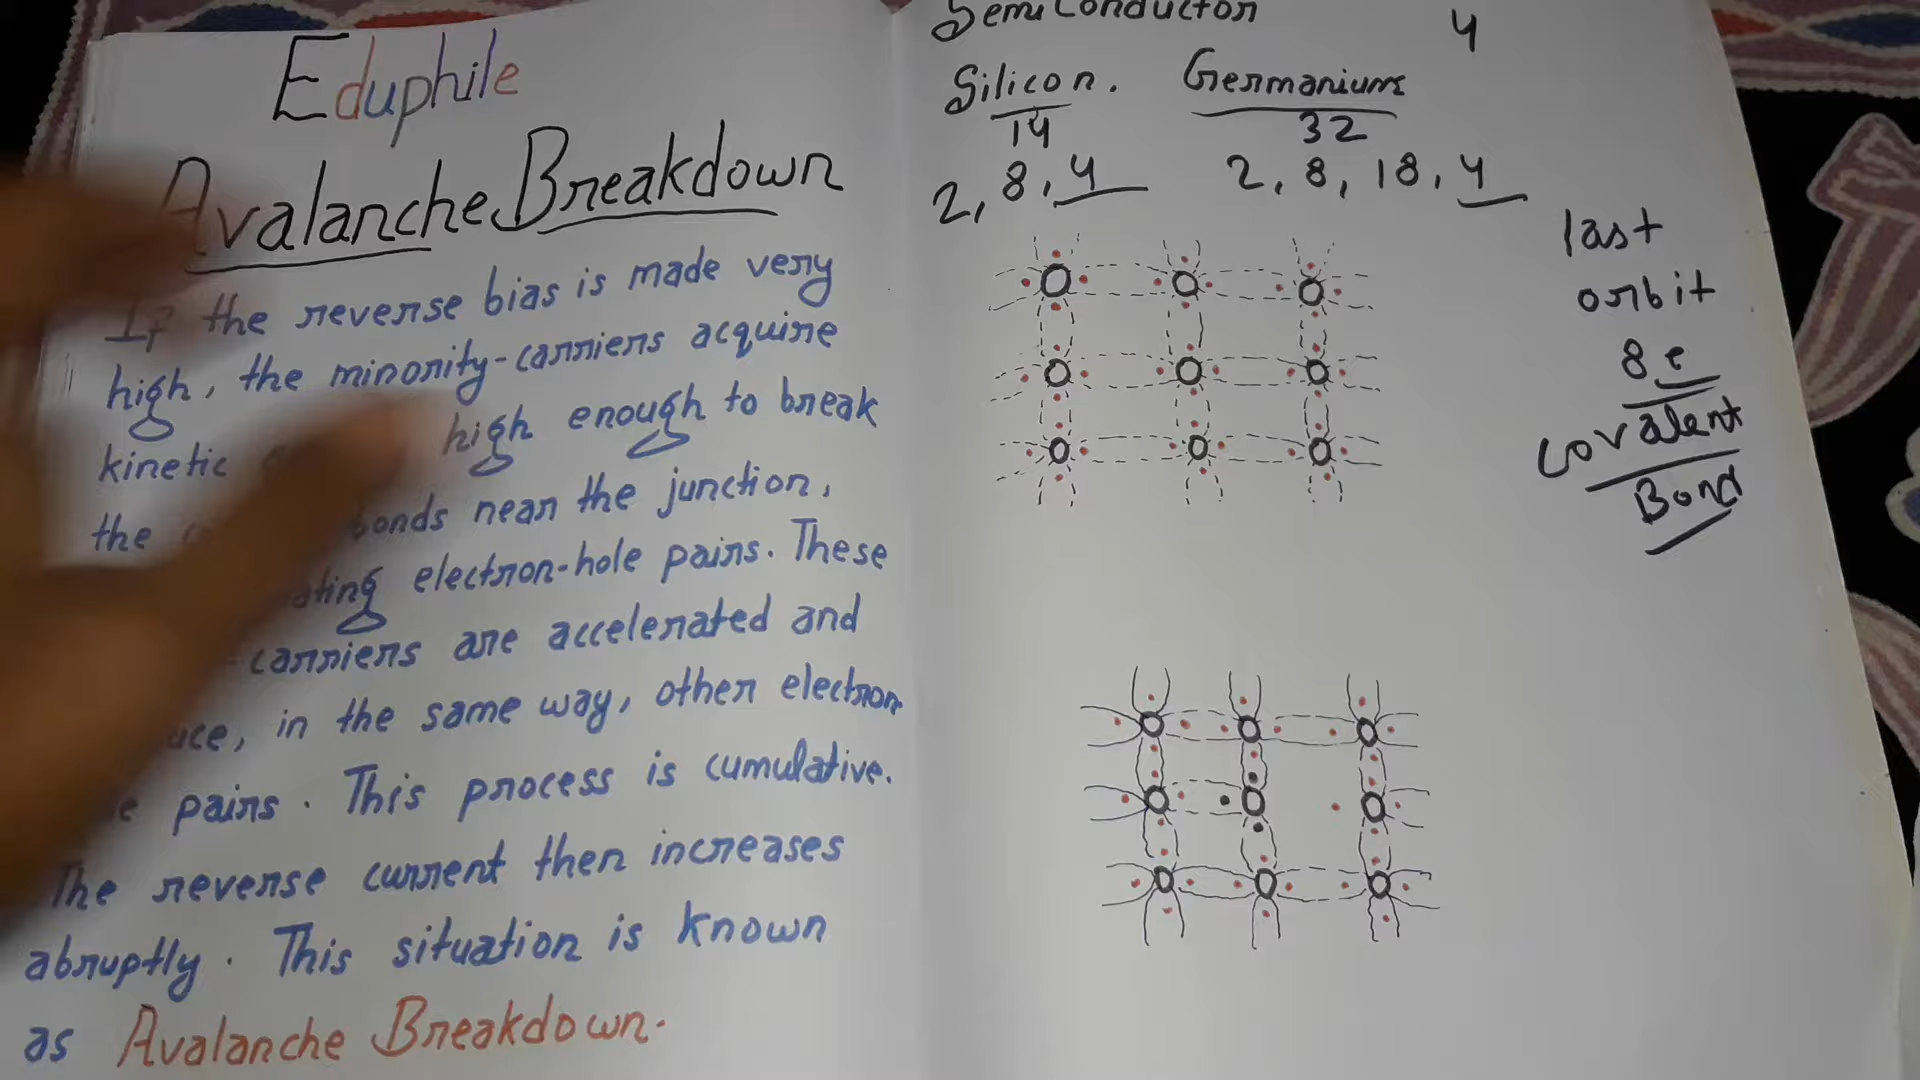 Eduphile
Avalanche Breakdown
If the reverse bias is made very
high, the minority-carriers acquire
kinetic high enough to break
the bonds near the junction,
electron-hole pairs. These
carriers are accelerated and
in the same way, other electron
pairs. This process is cumulative.
The reverse current then increases
abruptly. This situation is known
as Avalanche Breakdown.
SemiConductor 4
Silicon. Germanium
14 32
2, 8, 4 2, 8, 18, 4
last
orbit
8 e
covalent
Bond